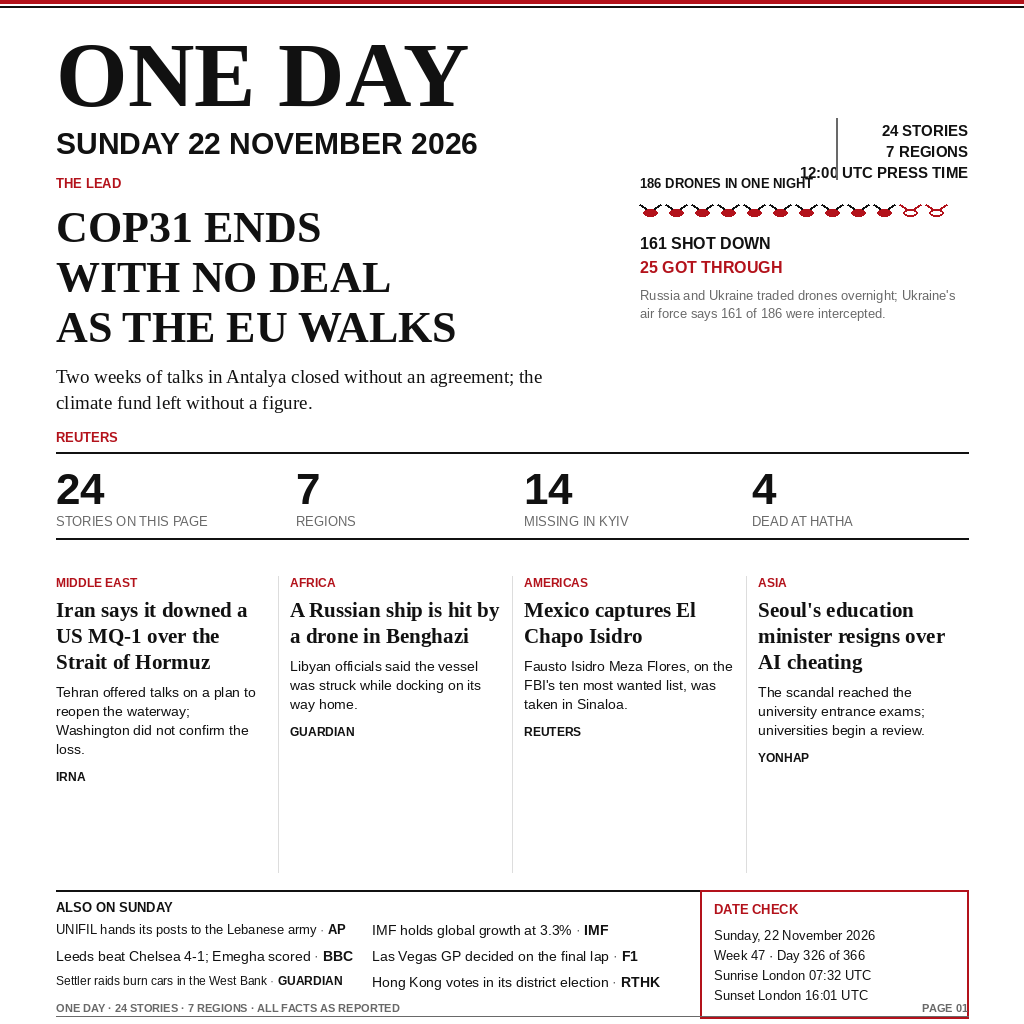 ONE DAY
SUNDAY 22 NOVEMBER 2026
24 STORIES
7 REGIONS
12:00 UTC PRESS TIME
THE LEAD
COP31 ENDS
WITH NO DEAL
AS THE EU WALKS
Two weeks of talks in Antalya closed without an agreement; the
climate fund left without a figure.
REUTERS
186 DRONES IN ONE NIGHT
161 SHOT DOWN
25 GOT THROUGH
Russia and Ukraine traded drones overnight; Ukraine's
air force says 161 of 186 were intercepted.
24
STORIES ON THIS PAGE
7
REGIONS
14
MISSING IN KYIV
4
DEAD AT HATHA
MIDDLE EAST
Iran says it downed a
US MQ-1 over the
Strait of Hormuz
Tehran offered talks on a plan to
reopen the waterway;
Washington did not confirm the
loss.
IRNA
AFRICA
A Russian ship is hit by
a drone in Benghazi
Libyan officials said the vessel
was struck while docking on its
way home.
GUARDIAN
AMERICAS
Mexico captures El
Chapo Isidro
Fausto Isidro Meza Flores, on the
FBI's ten most wanted list, was
taken in Sinaloa.
REUTERS
ASIA
Seoul's education
minister resigns over
AI cheating
The scandal reached the
university entrance exams;
universities begin a review.
YONHAP
ALSO ON SUNDAY
UNIFIL hands its posts to the Lebanese army · AP
Leeds beat Chelsea 4-1; Emegha scored · BBC
Settler raids burn cars in the West Bank · GUARDIAN
IMF holds global growth at 3.3% · IMF
Las Vegas GP decided on the final lap · F1
Hong Kong votes in its district election · RTHK
DATE CHECK
Sunday, 22 November 2026
Week 47 · Day 326 of 366
Sunrise London 07:32 UTC
Sunset London 16:01 UTC
ONE DAY · 24 STORIES · 7 REGIONS · ALL FACTS AS REPORTED
PAGE 01